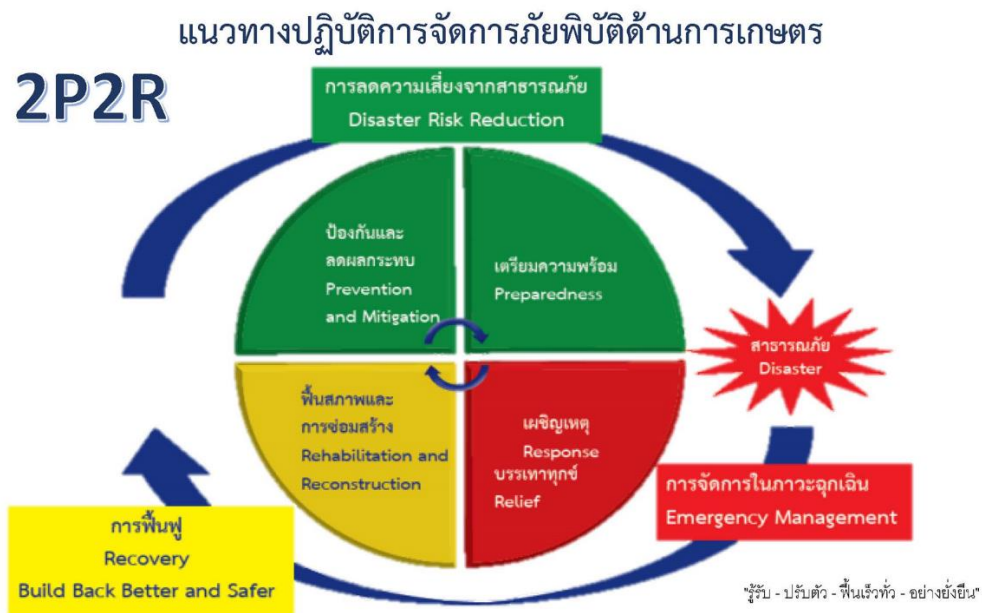 แนวทางปฏิบัติการจัดการภัยพิบัติด้านการเกษตร
2P2R
การลดความเสี่ยงจากสาธารณภัย
Disaster Risk Reduction
ป้องกันและ
ลดผลกระทบ
Prevention
and Mitigation
เตรียมความพร้อม
Preparedness
สาธารณภัย
Disaster
ฟื้นสภาพและ
การซ่อมสร้าง
Rehabilitation and
Reconstruction
เผชิญเหตุ
Response
บรรเทาทุกข์
Relief
การจัดการในภาวะฉุกเฉิน
Emergency Management
การฟื้นฟู
Recovery
Build Back Better and Safer
"รู้รับ - ปรับตัว - ฟื้นเร็วทั่ว - อย่างยั่งยืน"